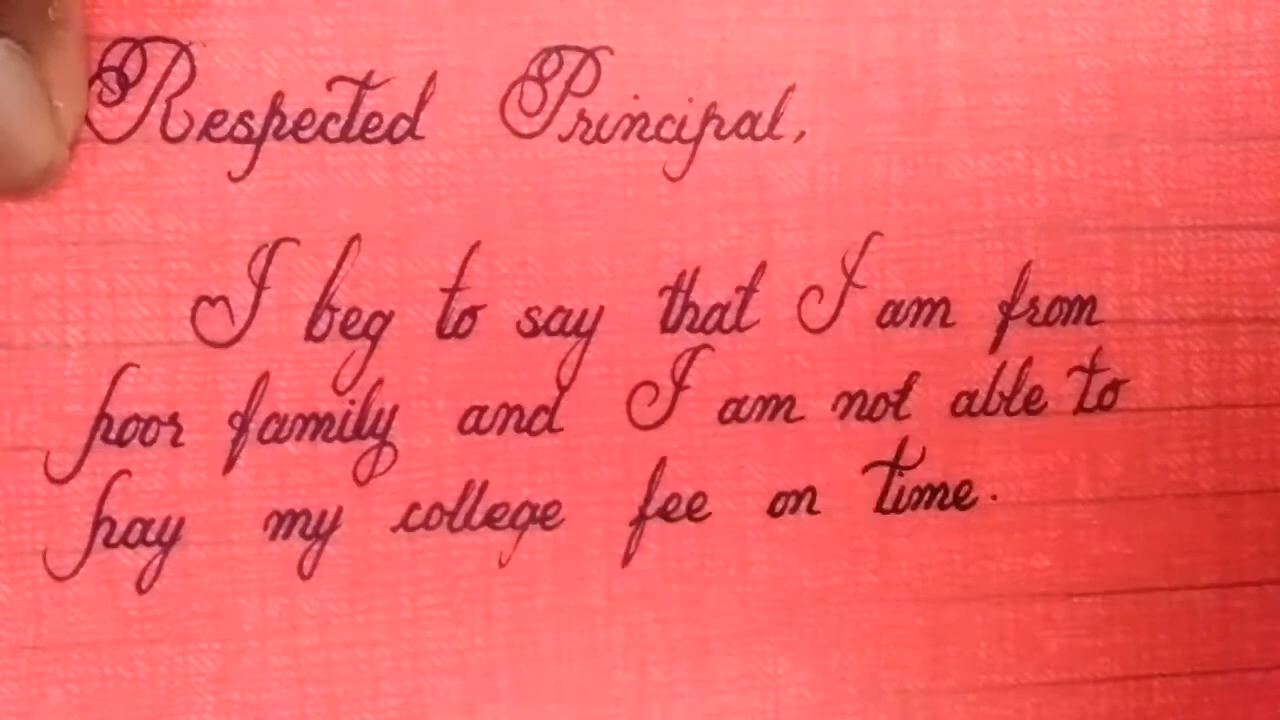 Respected Principal,
I beg to say that I am from
poor family and I am not able to
pay my college fee on time.